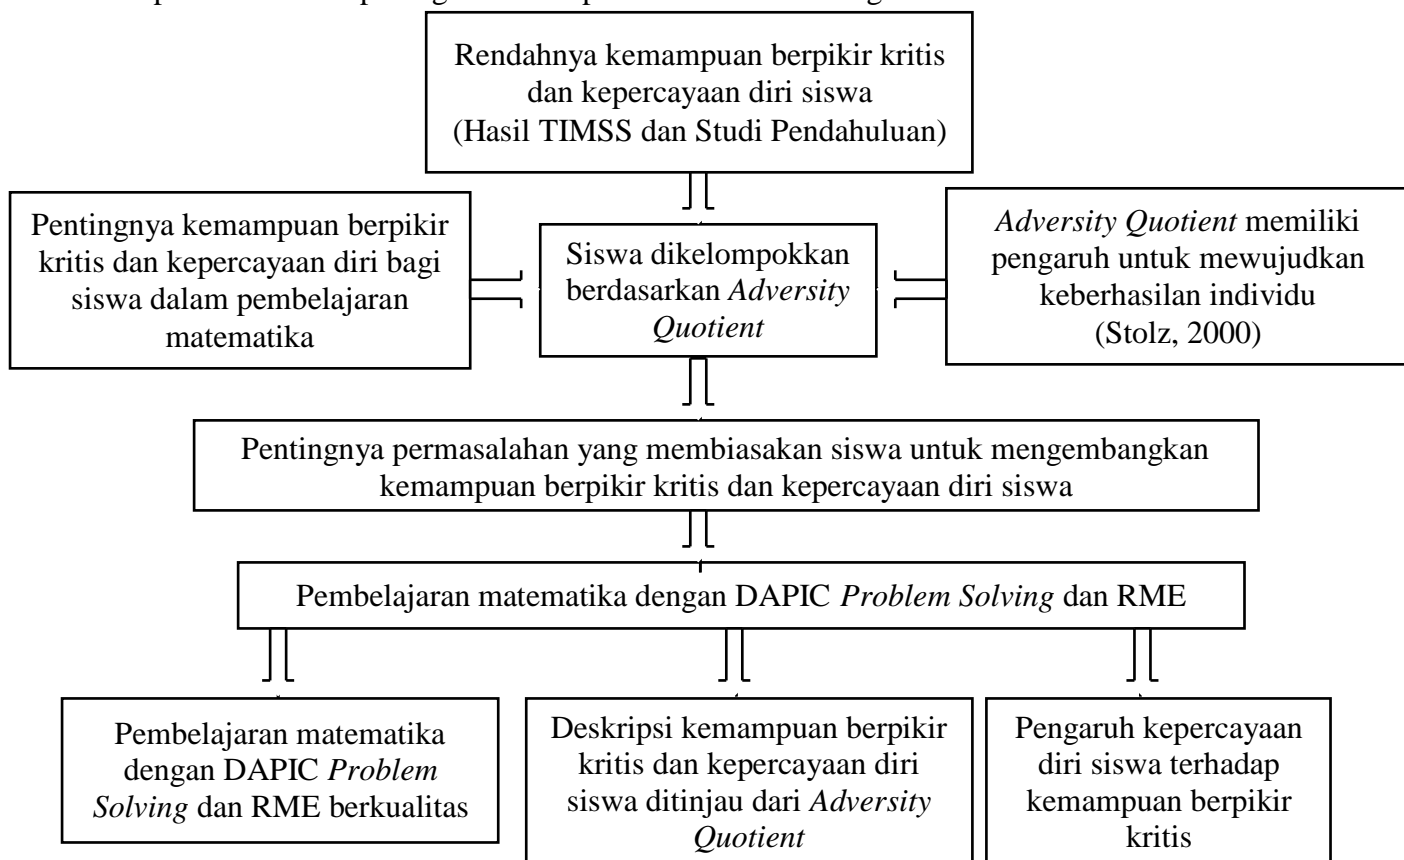 Rendahnya kemampuan berpikir kritis
dan kepercayaan diri siswa
(Hasil TIMSS dan Studi Pendahuluan)
Pentingnya kemampuan berpikir
kritis dan kepercayaan diri bagi
siswa dalam pembelajaran
matematika
Siswa dikelompokkan
berdasarkan Adversity
Quotient
Adversity Quotient memiliki
pengaruh untuk mewujudkan
keberhasilan individu
(Stolz, 2000)
Pentingnya permasalahan yang membiasakan siswa untuk mengembangkan
kemampuan berpikir kritis dan kepercayaan diri siswa
Pembelajaran matematika dengan DAPIC Problem Solving dan RME
Pembelajaran matematika
dengan DAPIC Problem
Solving dan RME berkualitas
Deskripsi kemampuan berpikir
kritis dan kepercayaan diri
siswa ditinjau dari Adversity
Quotient
Pengaruh kepercayaan
diri siswa terhadap
kemampuan berpikir
kritis